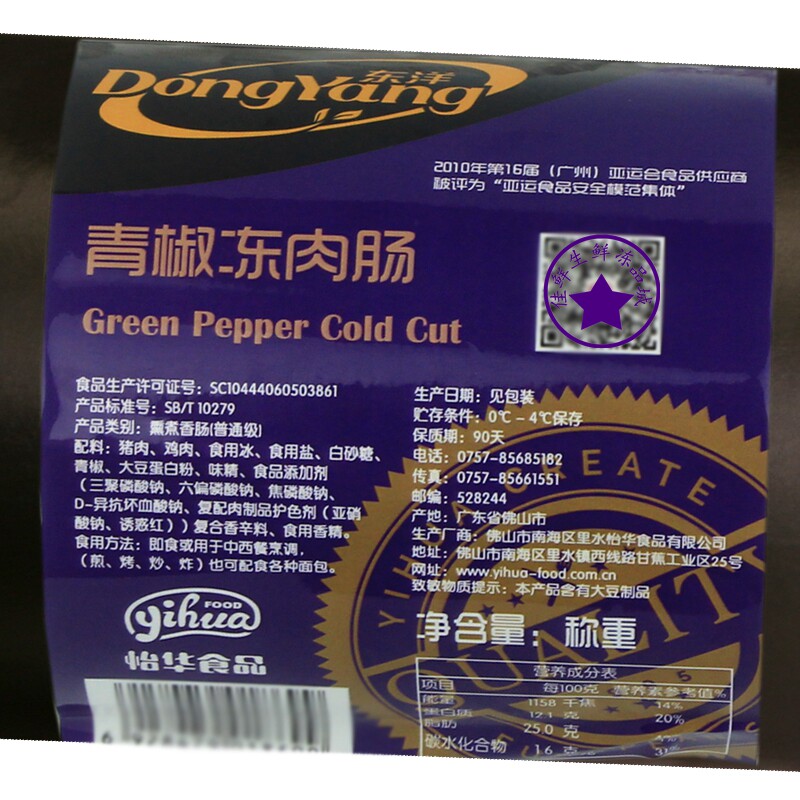 东洋
DongYang
2010年第16届（广州）亚运会食品供应商
被评为“亚运食品安全模范集体”
青椒冻肉肠
Green Pepper Cold Cut
佳鲜生鲜冻品城
食品生产许可证号：SC10444060503861
产品标准号：SB/T 10279
产品类别：熏煮香肠(普通级)
配料：猪肉、鸡肉、食用冰、食用盐、白砂糖、
青椒、大豆蛋白粉、味精、食品添加剂
（三聚磷酸钠、六偏磷酸钠、焦磷酸钠、
D-异抗坏血酸钠、复配肉制品护色剂（亚硝
酸钠、诱惑红））复合香辛料、食用香精。
食用方法：即食或用于中西餐烹调，
（煎、烤、炒、炸）也可配食各种面包。
yihua FOOD
怡华食品
生产日期：见包装
贮存条件：0℃-4℃保存
保质期：90天
电话：0757-85685182
传真：0757-85661551
邮编：528244
产地：广东省佛山市
生产厂商：佛山市南海区里水怡华食品有限公司
地址：佛山市南海区里水镇西线路甘蕉工业区25号
网址：www.yihua-food.com.cn
致敏物质提示：本产品含有大豆制品
YIHUA CREATE
QUALITY
净含量：称重
营养成分表
项目 每100克 营养素参考值%
能量 1158 千焦 14%
蛋白质 12.1 克 20%
脂肪 25.0 克
碳水化合物 1.6 克